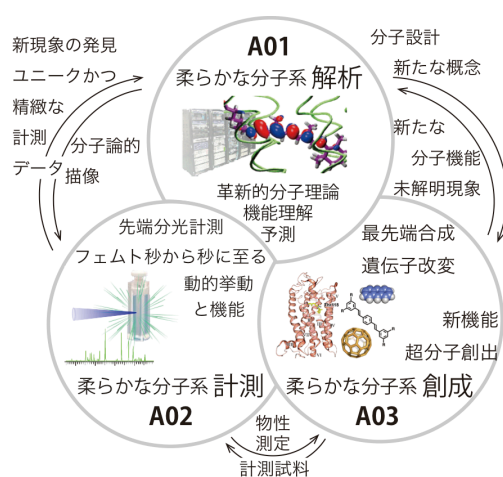 新現象の発見
ユニークかつ
精緻な
計測
データ
分子論的
描像
A01
柔らかな分子系 解析
革新的分子理論
機能理解
予測
分子設計
新たな概念
新たな
分子機能
未解明現象
先端分光計測
フェムト秒から秒に至る
動的挙動
と機能
柔らかな分子系 計測
A02
最先端合成
遺伝子改変
新機能
超分子創出
柔らかな分子系 創成
A03
物性
測定
計測試料